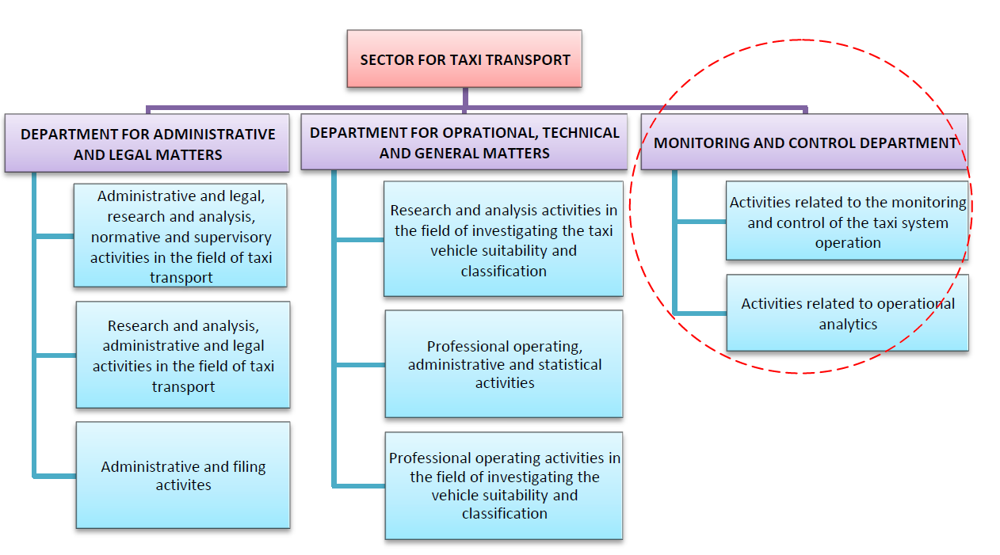 SECTOR FOR TAXI TRANSPORT
DEPARTMENT FOR ADMINISTRATIVE
AND LEGAL MATTERS
Administrative and legal,
research and analysis,
normative and supervisory
activities in the field of taxi
transport
Research and analysis,
administrative and legal
activities in the field of taxi
transport
Administrative and filing
activites
DEPARTMENT FOR OPRATIONAL, TECHNICAL
AND GENERAL MATTERS
Research and analysis activities in
the field of investigating the taxi
vehicle suitability and
classification
Professional operating,
administrative and statistical
activities
Professional operating activities in
the field of investigating the
vehicle suitability and
classification
MONITORING AND CONTROL DEPARTMENT
Activities related to the monitoring
and control of the taxi system
operation
Activities related to operational
analytics